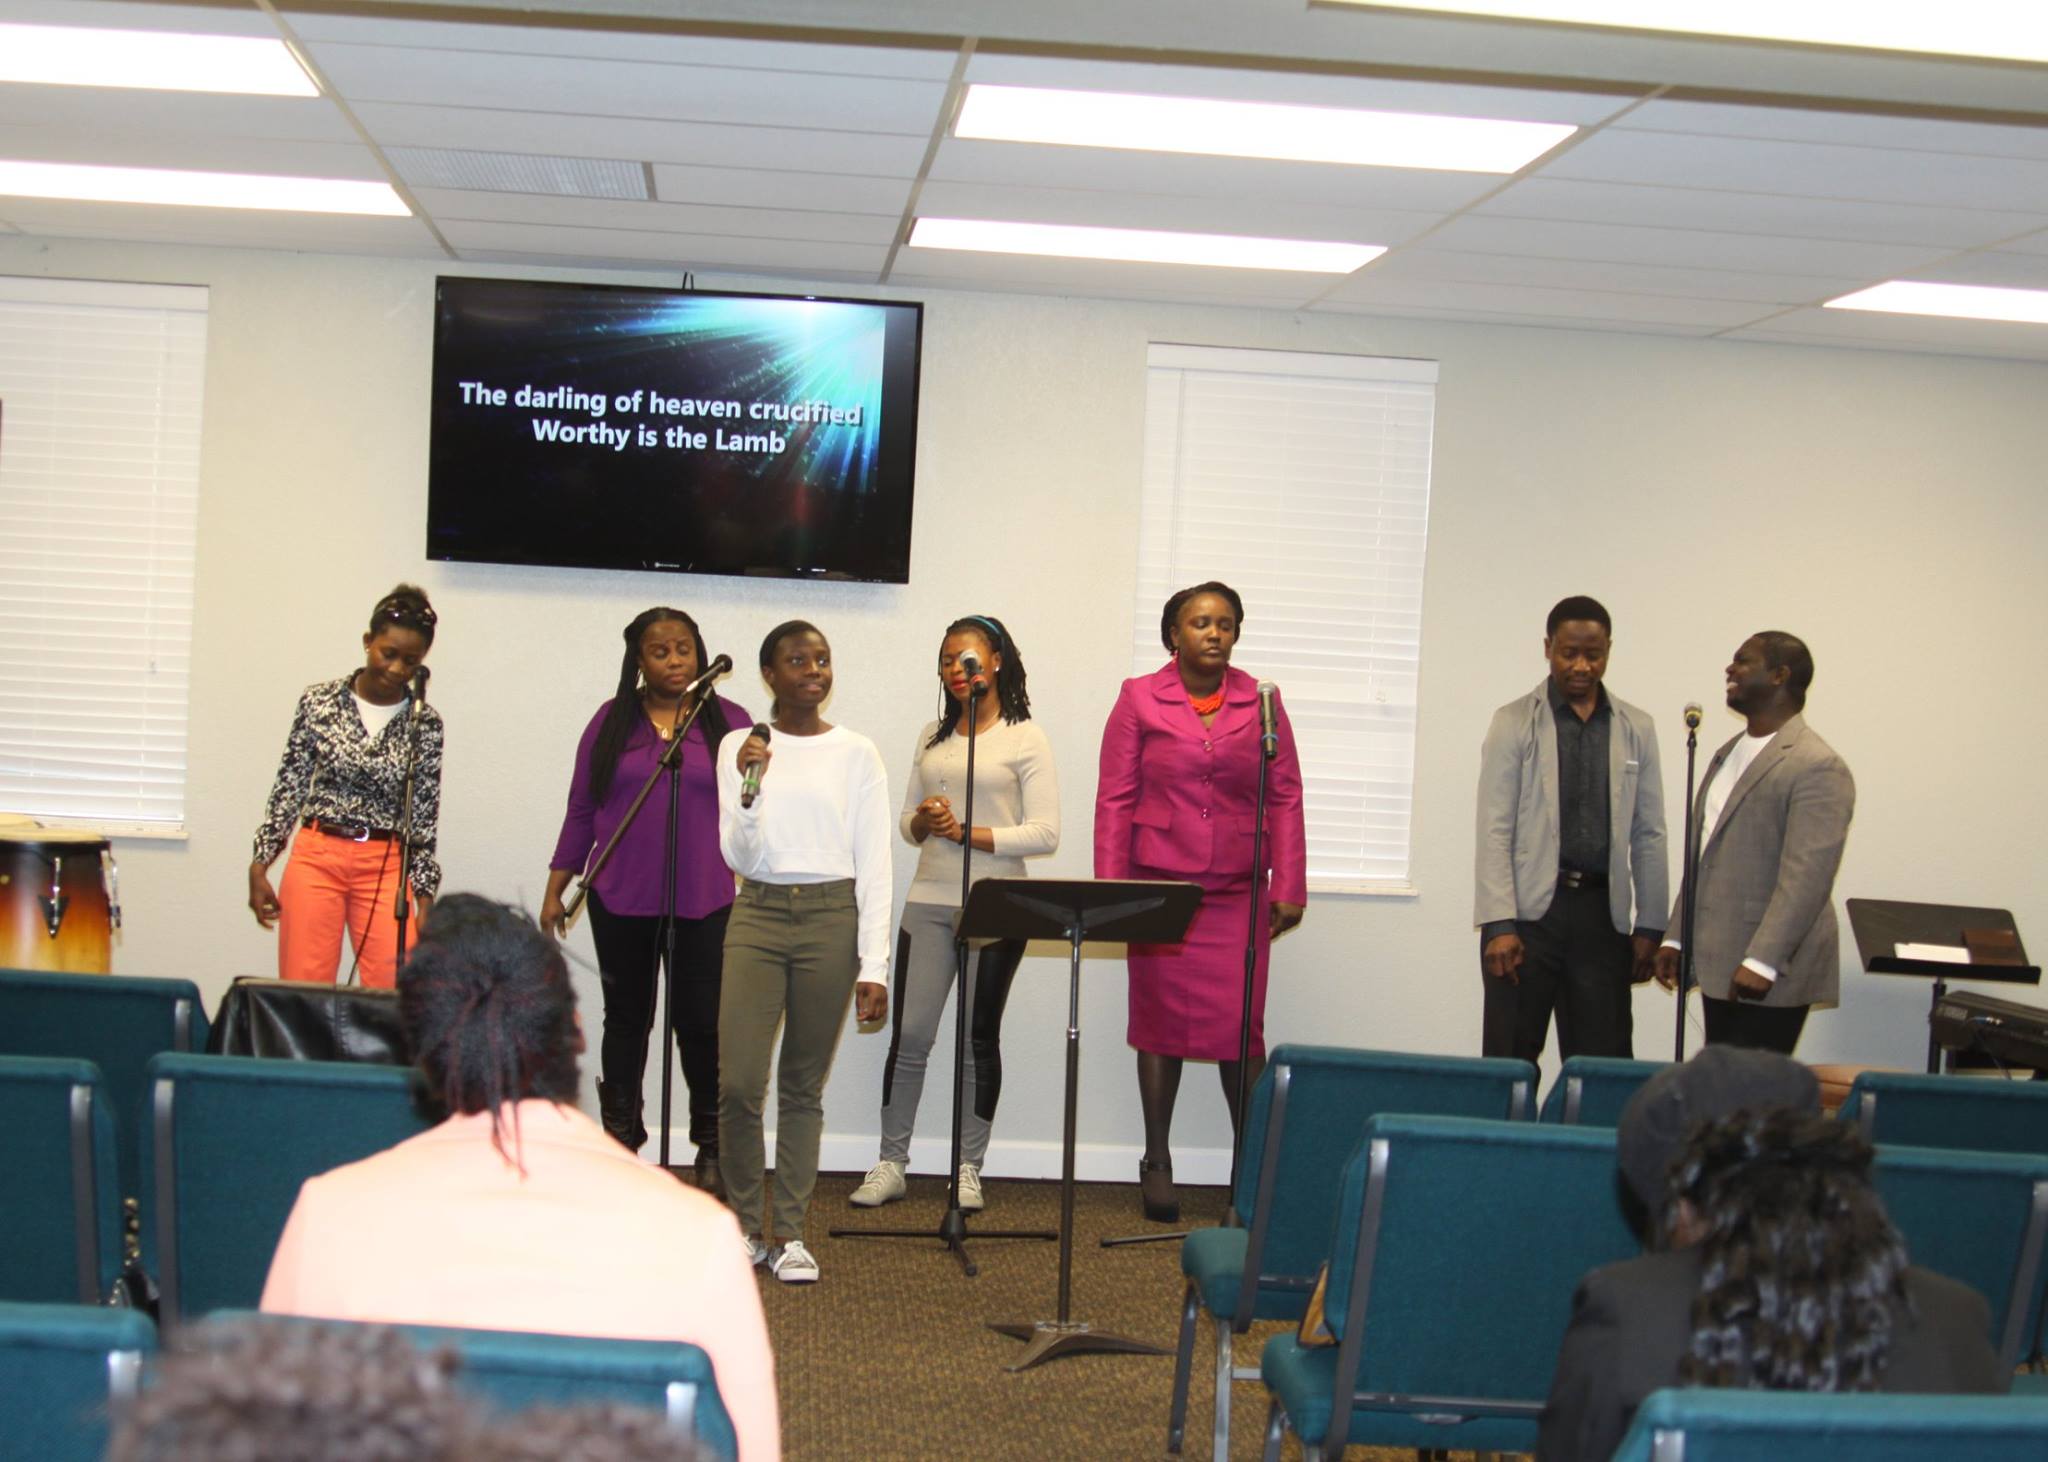 The darling of heaven crucified
Worthy is the Lamb